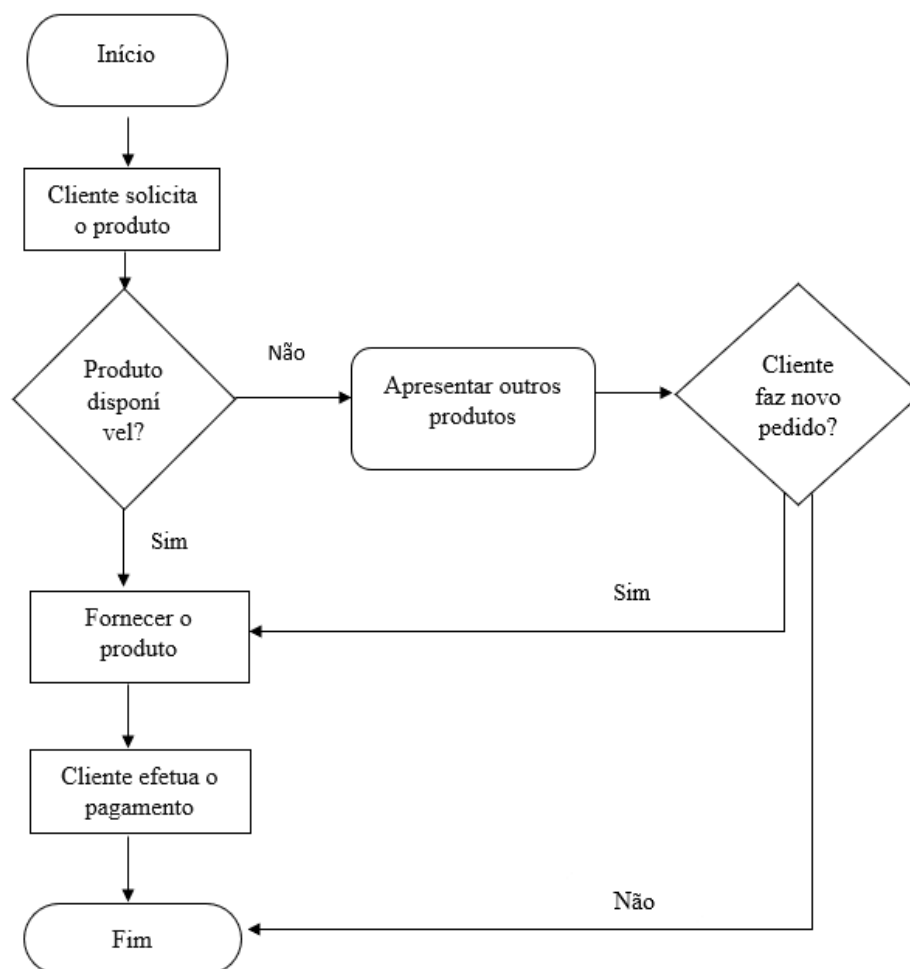 Início
Cliente solicita
o produto
Produto
disponí
vel?
Não
Apresentar outros
produtos
Cliente
faz novo
pedido?
Sim
Sim
Fornecer o
produto
Cliente efetua o
pagamento
Não
Fim